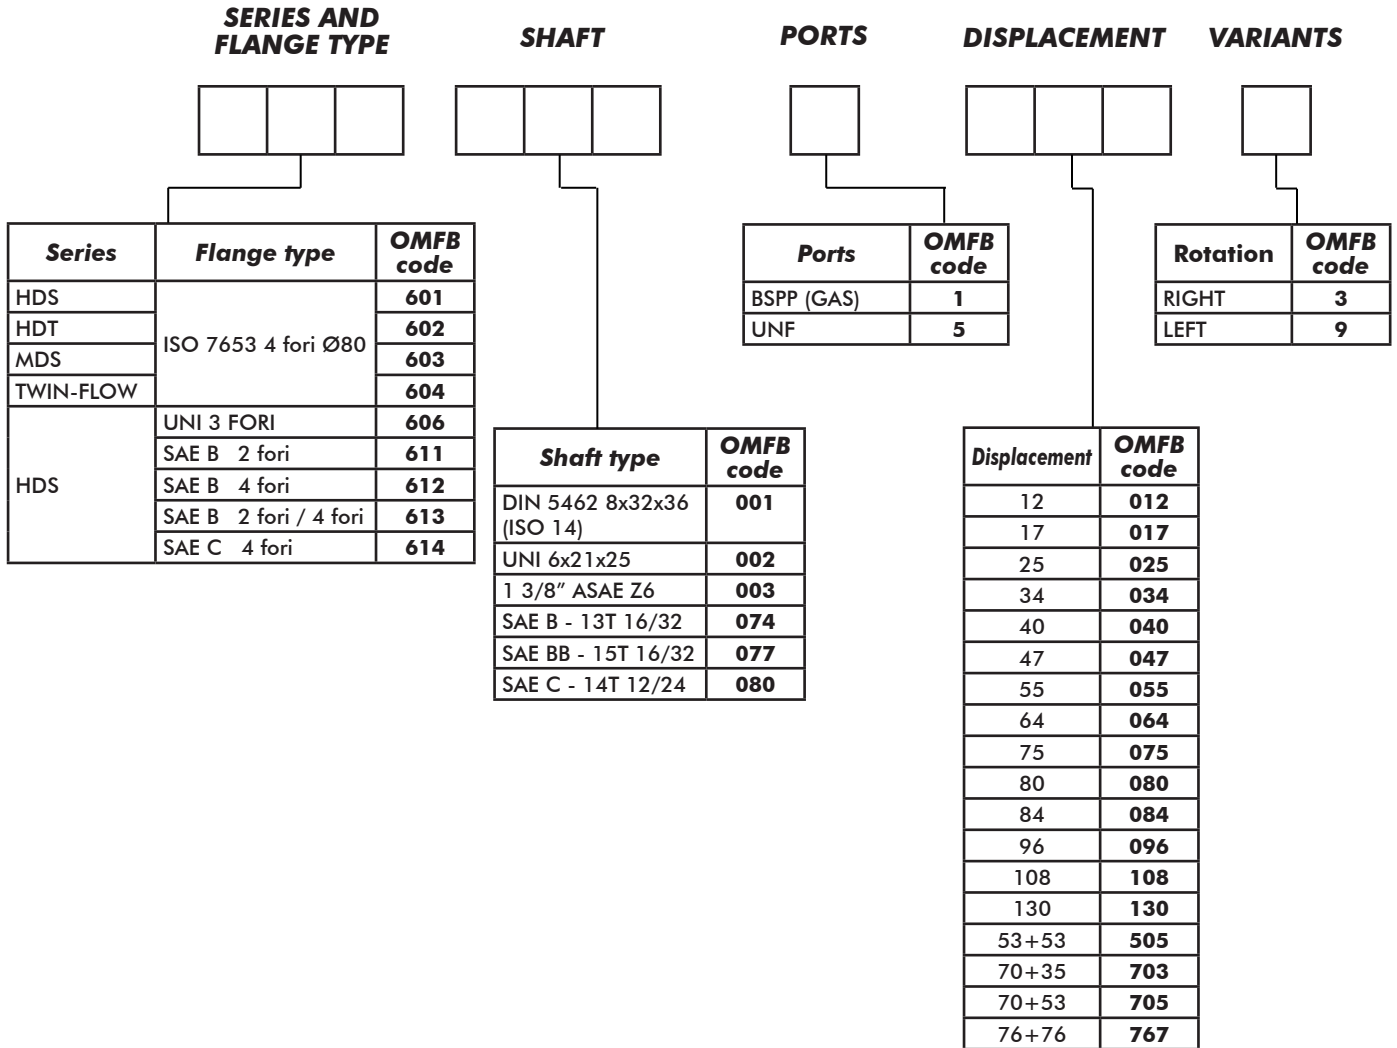 SERIES AND
FLANGE TYPE
SHAFT
PORTS
DISPLACEMENT
VARIANTS
Series Flange type OMFB
code
HDS 601
HDT 602
ISO 7653 4 fori Ø80
MDS 603
TWIN-FLOW 604
HDS
UNI 3 FORI 606
SAE B 2 fori 611
SAE B 4 fori 612
SAE B 2 fori / 4 fori 613
SAE C 4 fori 614
Shaft type OMFB
code
DIN 5462 8x32x36 001
(ISO 14)
UNI 6x21x25 002
1 3/8” ASAE Z6 003
SAE B - 13T 16/32 074
SAE BB - 15T 16/32 077
SAE C - 14T 12/24 080
Ports OMFB
code
BSPP (GAS) 1
UNF 5
Displacement OMFB
code
12 012
17 017
25 025
34 034
40 040
47 047
55 055
64 064
75 075
80 080
84 084
96 096
108 108
130 130
53+53 505
70+35 703
70+53 705
76+76 767
Rotation OMFB
code
RIGHT 3
LEFT 9